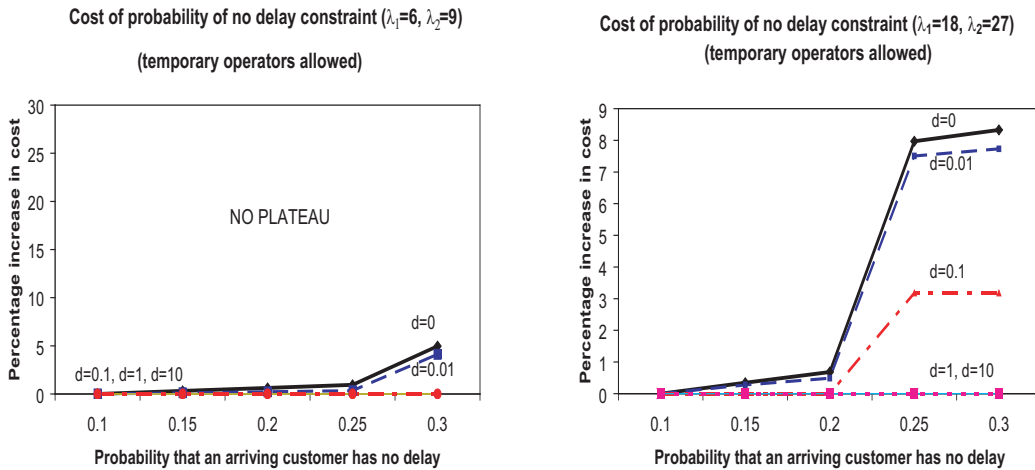 Cost of probability of no delay constraint (λ1=6, λ2=9)
(temporary operators allowed)
Percentage increase in cost
30
25
20
15
10
5
0
NO PLATEAU
d=0
d=0.01
d=0.1, d=1, d=10
0.1 0.15 0.2 0.25 0.3
Probability that an arriving customer has no delay
Cost of probability of no delay constraint (λ1=18, λ2=27)
(temporary operators allowed)
Percentage increase in cost
9
8
7
6
5
4
3
2
1
0
d=0
d=0.01
d=0.1
d=1, d=10
0.1 0.15 0.2 0.25 0.3
Probability that an arriving customer has no delay